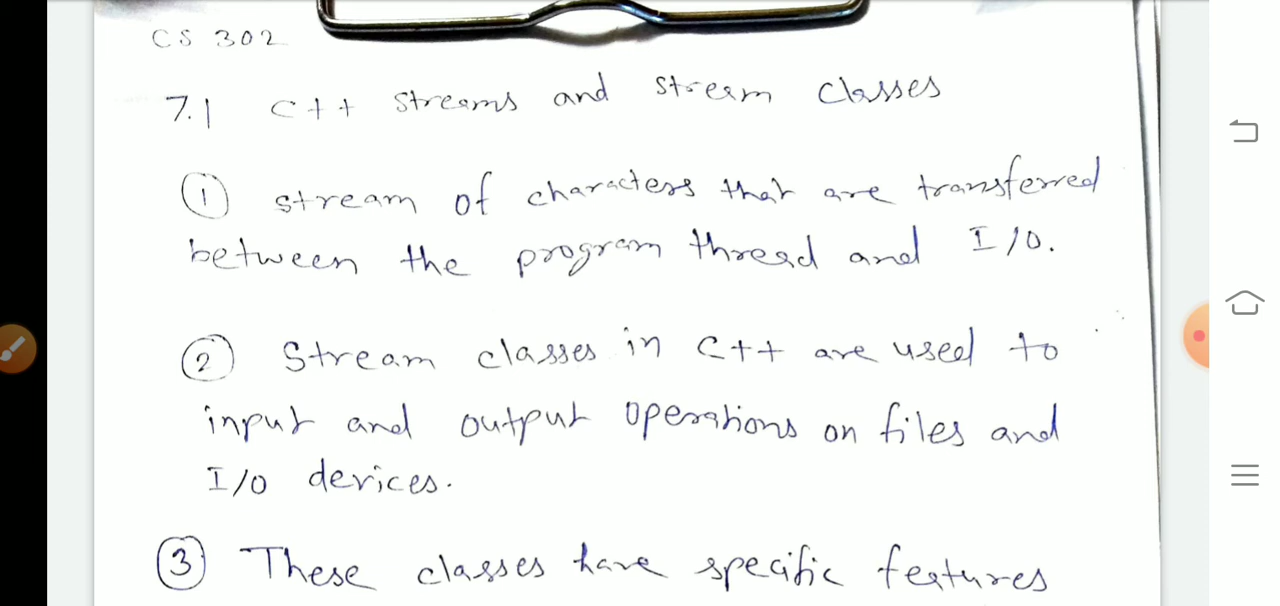 CS 302
7.1 C++ streams and stream classes
① stream of characters that are transferred
between the program thread and I/O.
② Stream classes in C++ are used to
input and output operations on files and
I/O devices.
③ These classes have specific features